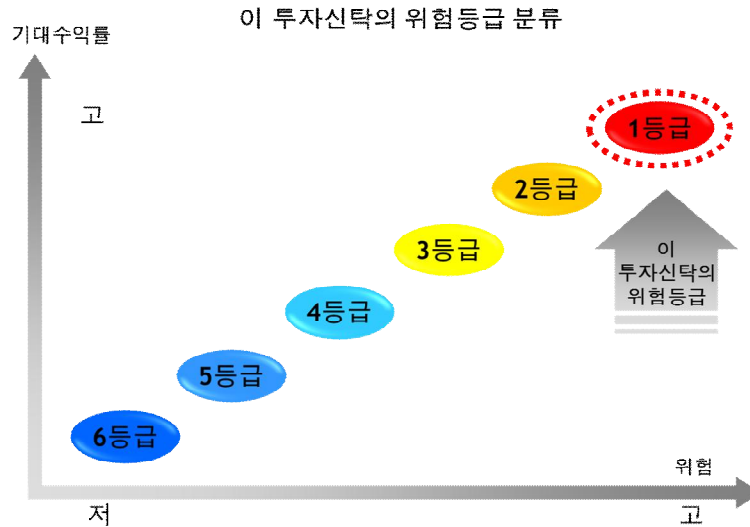 이 투자신탁의 위험등급 분류
기대수익률
고
1등급
2등급
3등급
이
투자신탁의
위험등급
4등급
5등급
6등급
위험
저
고